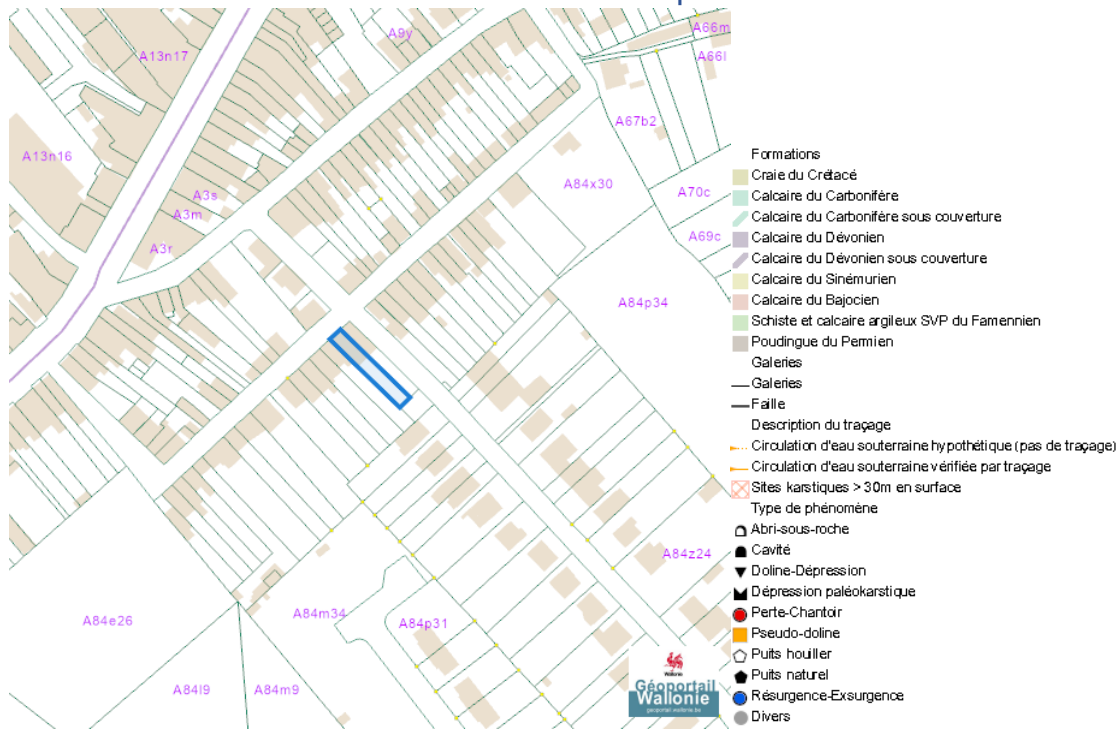 A66m
A9y
A13n17
A66l
A67b2
A13n16
A84x30
A70c
A3s
A3m
A69c
A3r
A84p34
A84z24
A84m34
A84e26
A84p31
A84l9
A84m9
Wallonie
Géoportail
Wallonie
geoportail.wallonie.be
Formations
Craie du Crétacé
Calcaire du Carbonifère
Calcaire du Carbonifère sous couverture
Calcaire du Dévonien
Calcaire du Dévonien sous couverture
Calcaire du Sinémurien
Calcaire du Bajocien
Schiste et calcaire argileux SVP du Famennien
Poudingue du Permien
Galeries
Galeries
Faille
Description du traçage
Circulation d'eau souterraine hypothétique (pas de traçage)
Circulation d'eau souterraine vérifiée par traçage
Sites karstiques > 30m en surface
Type de phénomène
Abri-sous-roche
Cavité
Doline-Dépression
Dépression paléokarstique
Perte-Chantoir
Pseudo-doline
Puits houiller
Puits naturel
Résurgence-Exsurgence
Divers